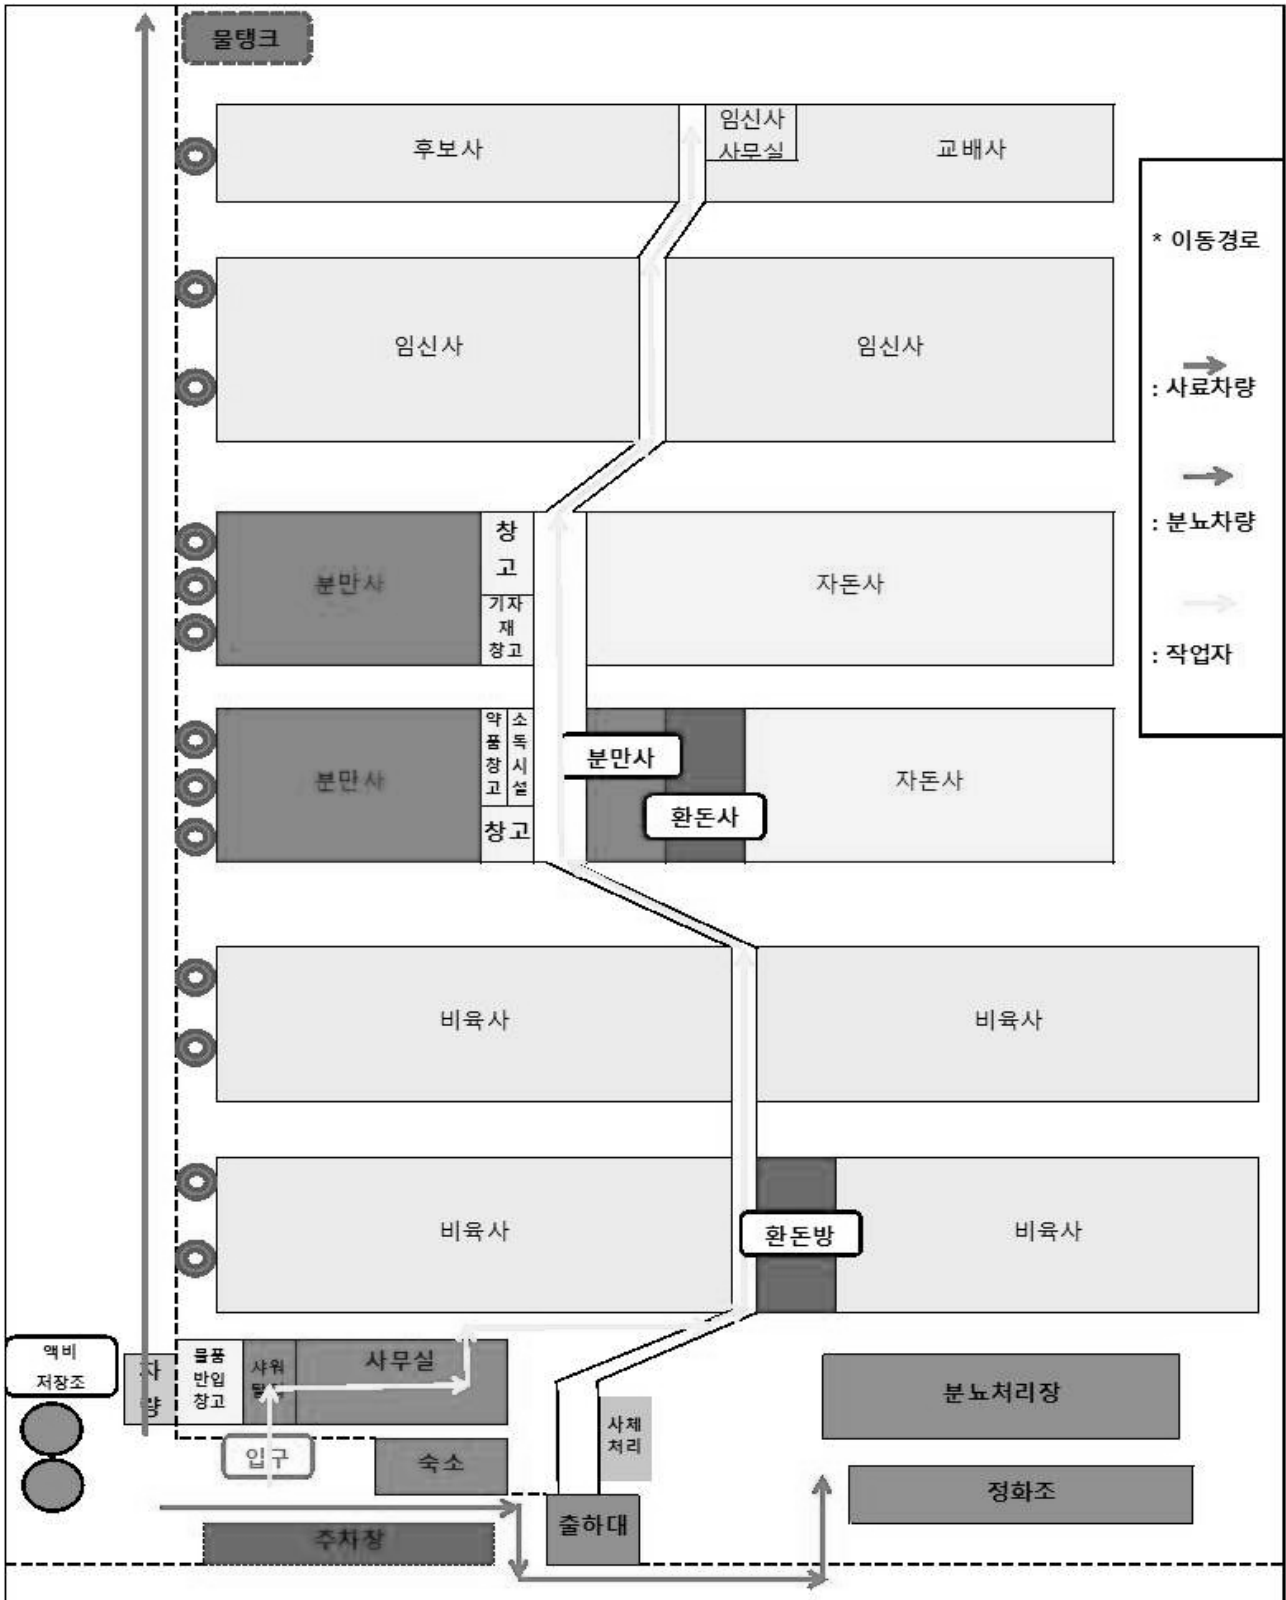 물탱크
후보사
임신사
사무실
교배사
* 이동경로
임신사
임신사
: 사료차량
: 분뇨차량
: 작업자
분만사
창
고
기자
재
창고
자돈사
분만사
약
품
창
고
소
독
시
설
창고
분만사
환돈사
자돈사
비육사
비육사
비육사
환돈방
비육사
액비
저장조
차
량
물품
반입
창고
샤워
사무실
입구
숙소
사체
처리
분뇨처리장
정화조
출하대
주차장